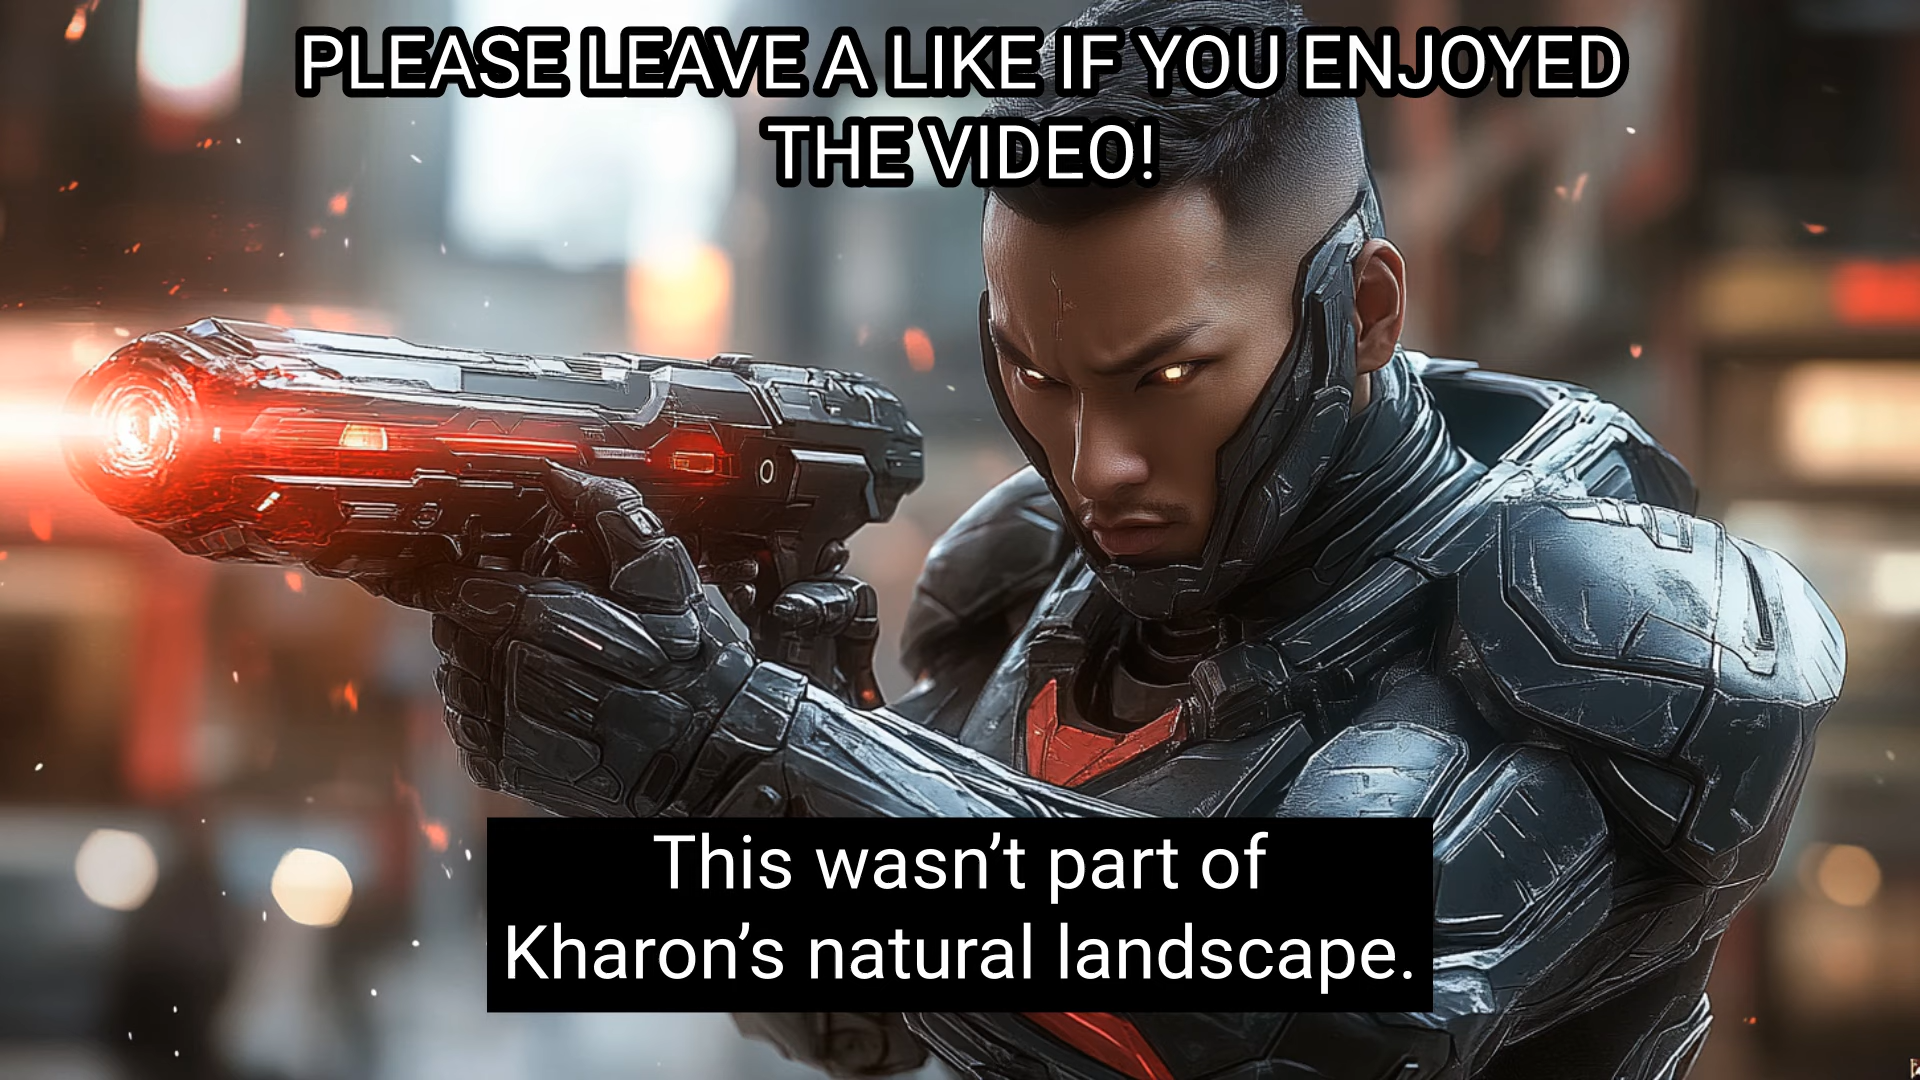 PLEASE LEAVE A LIKE IF YOU ENJOYED
THE VIDEO!
This wasn’t part of
Kharon’s natural landscape.